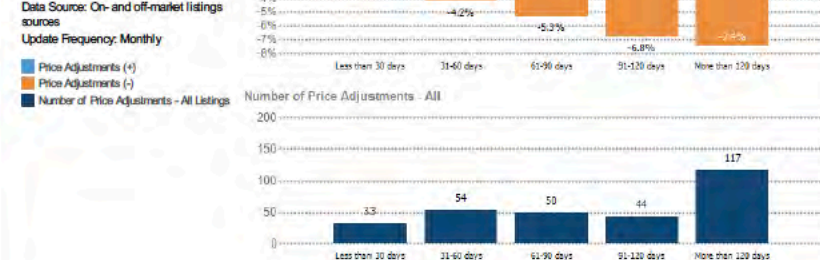 Data Source: On- and off-market listings
sources
Update Frequency: Monthly
Price Adjustments (+)
Price Adjustments (-)
Number of Price Adjustments - All Listings
-5%
-7%
-8%
-4.2%
-5.3%
-6.8%
-7.4%
Less than 30 days
31-60 days
61-90 days
91-120 days
More than 120 days
Number of Price Adjustments - All
200
150
100
50
0
33
54
50
44
117
Less than 30 days
31-60 days
61-90 days
91-120 days
More than 120 days